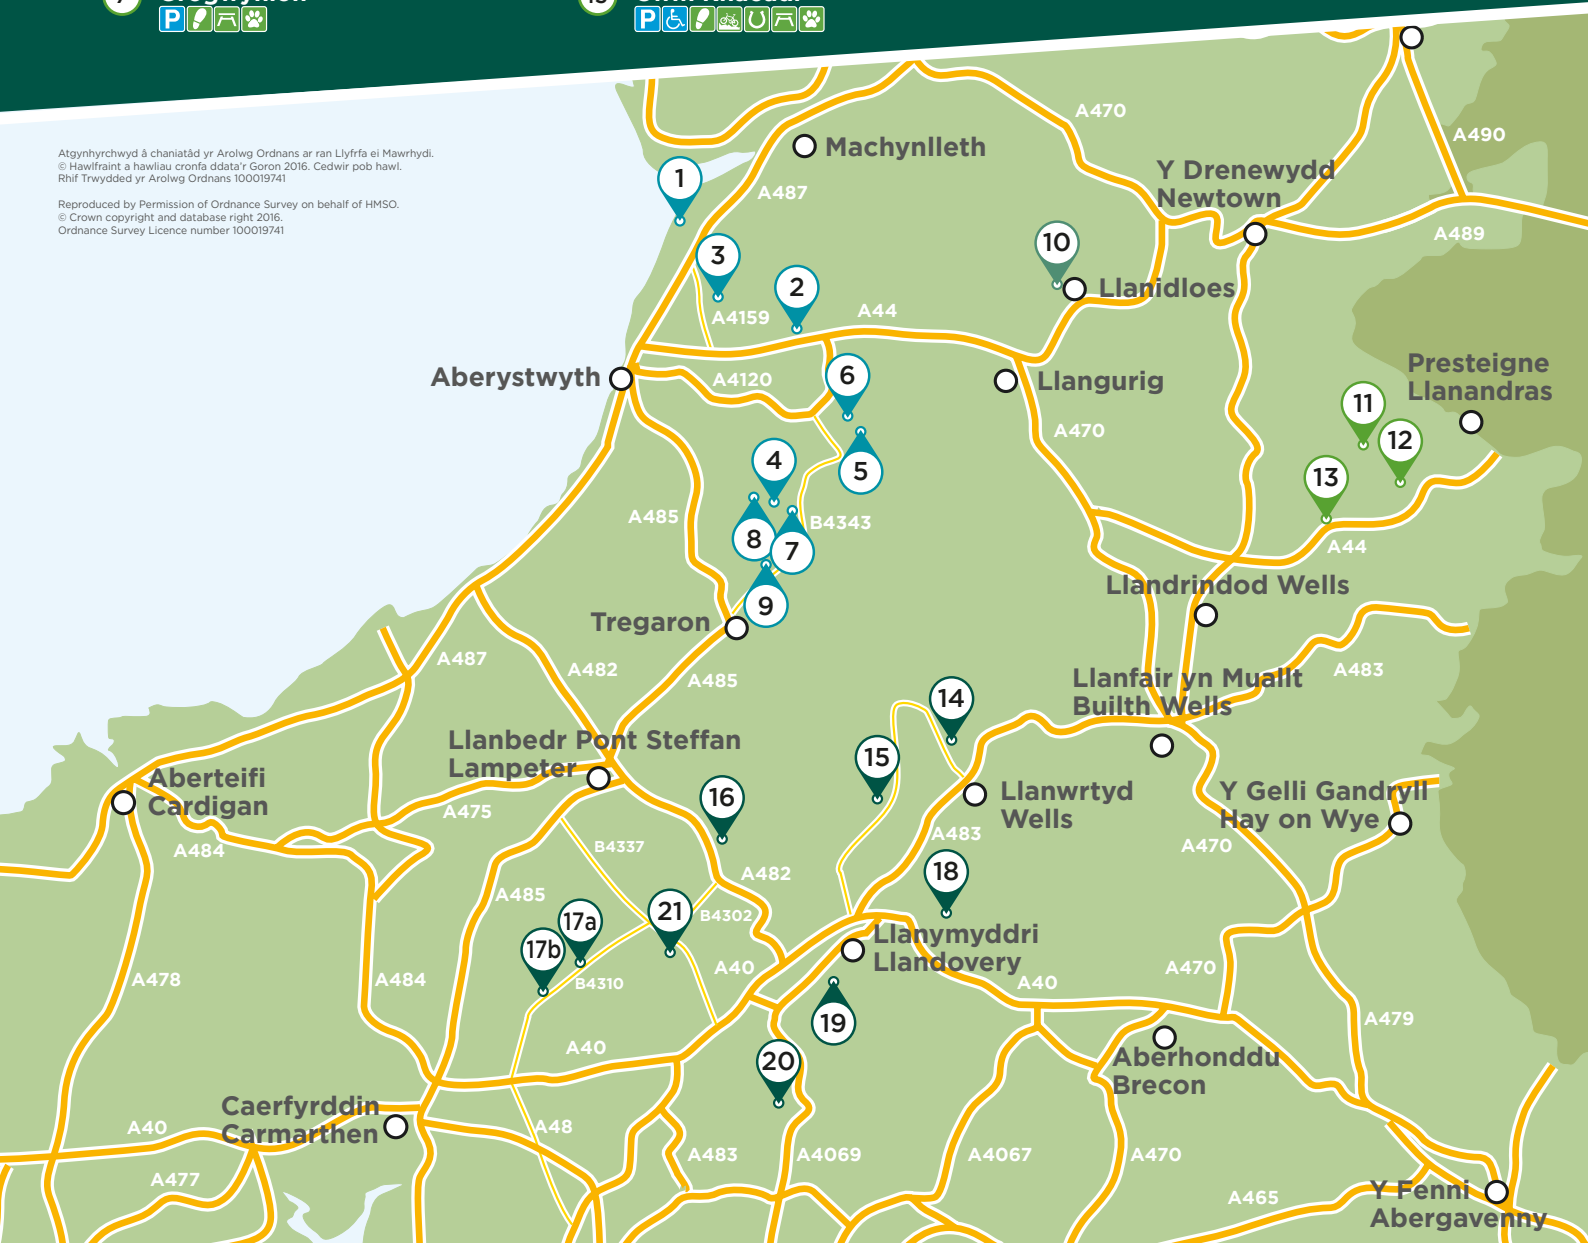 P
P
Atgynhyrchwyd â chaniatâd yr Arolwg Ordnans ar ran Llyfrfa ei Mawrhydi.
© Hawlfraint a hawliau cronfa ddata'r Goron 2016. Cedwir pob hawl.
Rhif Trwydded yr Arolwg Ordnans 100019741
Reproduced by Permission of Ordnance Survey on behalf of HMSO.
© Crown copyright and database right 2016.
Ordnance Survey Licence number 100019741
A470
A490
Machynlleth
Y Drenewydd
Newtown
1
A487
A489
3
10
2
Llanidloes
A4159
A44
Aberystwyth
A4120
6
Llangurig
Presteigne
Llanandras
11
A470
12
4
5
13
A485
B4343
8
7
A44
Llandrindod Wells
9
Tregaron
A487
A482
A485
A483
Llanfair yn Muallt
Builth Wells
14
Llanbedr Pont Steffan
Lampeter
15
Aberteifi
Cardigan
16
Llanwrtyd
Wells
Y Gelli Gandryll
Hay on Wye
A475
A484
B4337
A483
A470
A482
18
A485
17a
21
B4302
17b
Llanymyddri
Llandovery
A478
A484
B4310
A40
A40
A470
19
A479
A40
20
Aberhonddu
Brecon
Caerfyrddin
Carmarthen
A40
A48
A483
A4069
A4067
A470
A477
A465
Y Fenni
Abergavenny